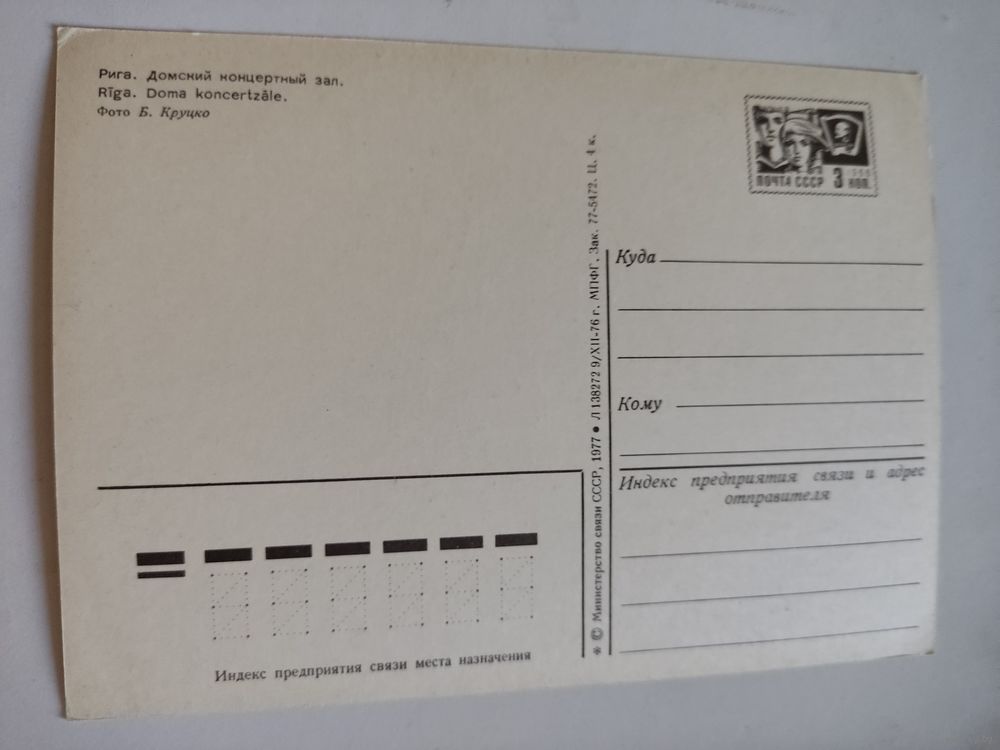 Рига. Домский концертный зал.
Rīga. Doma koncertzāle.
Фото Б. Круцко
ПОЧТА СССР 3 КОП.
✻ © Министерство связи СССР, 1977 ● Л 138272 9/XII-76 г. МПФГ. Зак. 77-5472. Ц. 4 к.
Куда
Кому
Индекс предприятия связи и адрес
отправителя
Индекс предприятия связи места назначения